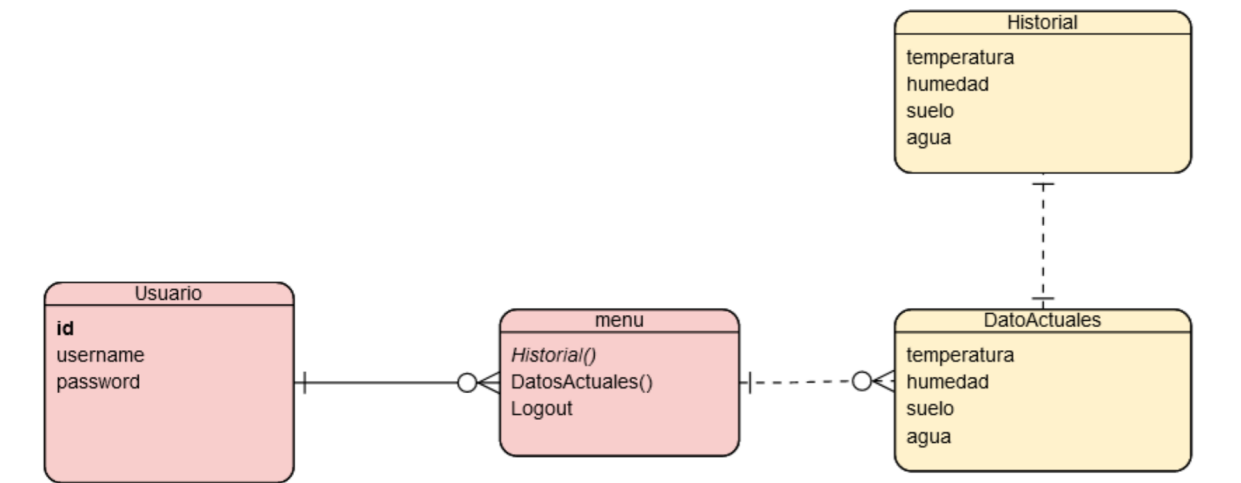 Historial
temperatura
humedad
suelo
agua
Usuario
id
username
password
menu
Historial()
DatosActuales()
Logout
DatoActuales
temperatura
humedad
suelo
agua